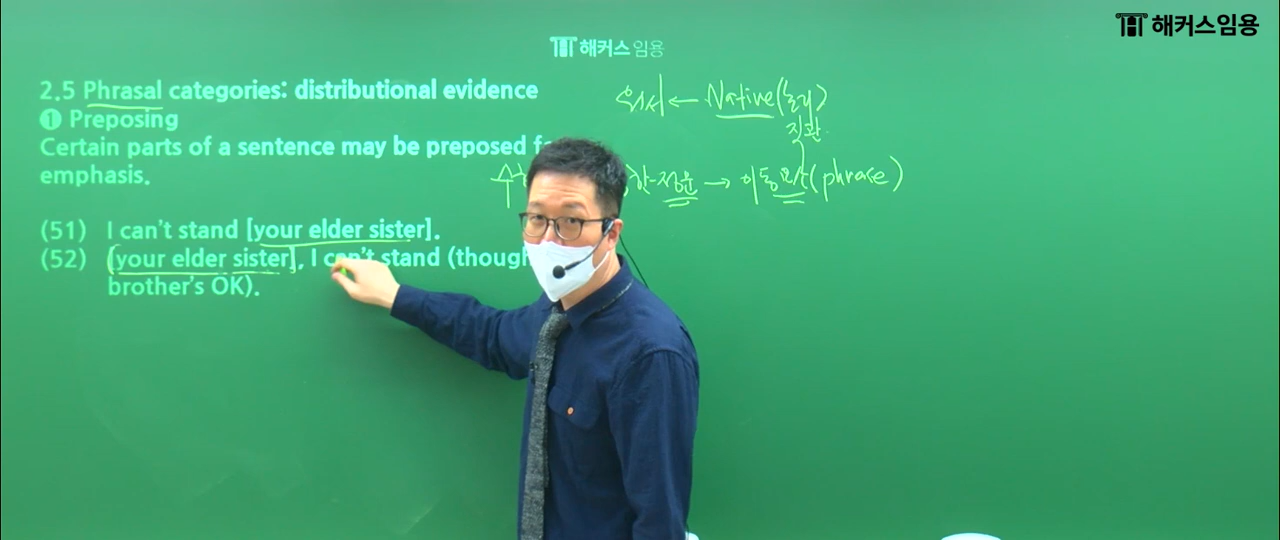 해커스임용
해커스임용
2.5 Phrasal categories: distributional evidence
❶ Preposing
Certain parts of a sentence may be preposed
emphasis.
(51) I can't stand [your elder sister].
(52) [your elder sister], I can't stand (though
brother's OK).
← Native(
직관
→ 이동 (phrase)